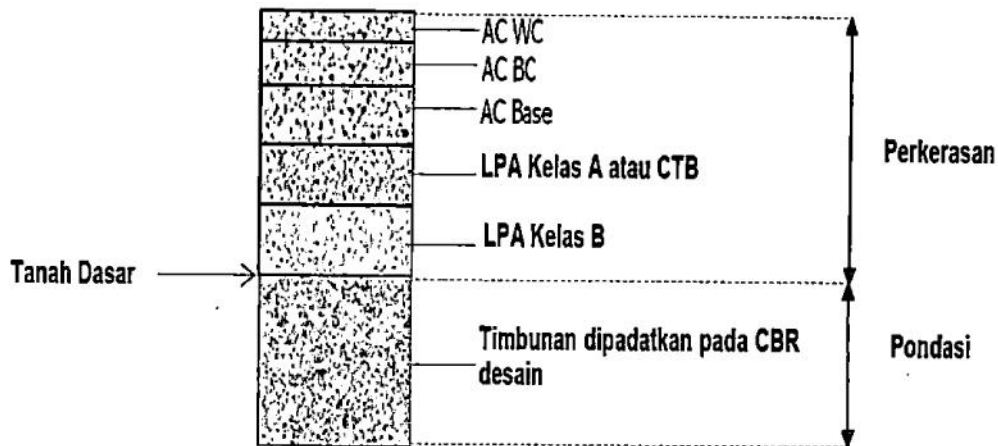 AC WC
AC BC
AC Base
LPA Kelas A atau CTB
Perkerasan
LPA Kelas B
Tanah Dasar
Timbunan dipadatkan pada CBR
desain
Pondasi